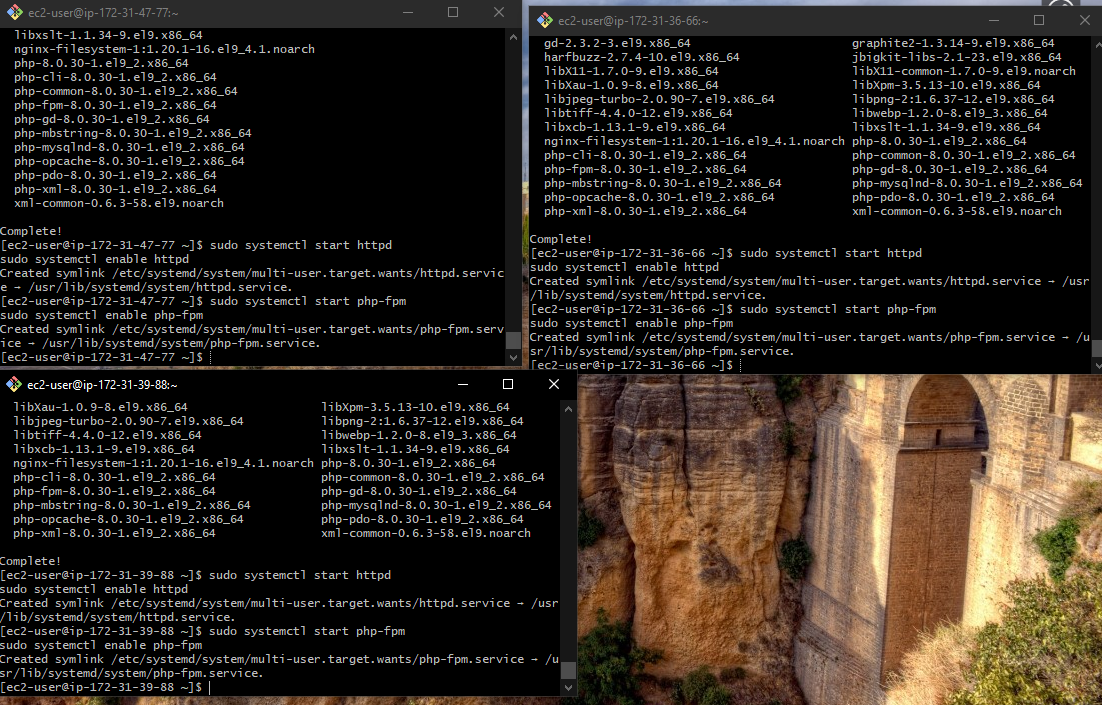 ec2-user@ip-172-31-47-77:~
libxslt-1.1.34-9.el9.x86_64
nginx-filesystem-1:1.20.1-16.el9_4.1.noarch
php-8.0.30-1.el9_2.x86_64
php-cli-8.0.30-1.el9_2.x86_64
php-common-8.0.30-1.el9_2.x86_64
php-fpm-8.0.30-1.el9_2.x86_64
php-gd-8.0.30-1.el9_2.x86_64
php-mbstring-8.0.30-1.el9_2.x86_64
php-mysqlnd-8.0.30-1.el9_2.x86_64
php-opcache-8.0.30-1.el9_2.x86_64
php-pdo-8.0.30-1.el9_2.x86_64
php-xml-8.0.30-1.el9_2.x86_64
xml-common-0.6.3-58.el9.noarch
Complete!
[ec2-user@ip-172-31-47-77 ~]$ sudo systemctl start httpd
sudo systemctl enable httpd
Created symlink /etc/systemd/system/multi-user.target.wants/httpd.servic
e → /usr/lib/systemd/system/httpd.service.
[ec2-user@ip-172-31-47-77 ~]$ sudo systemctl start php-fpm
sudo systemctl enable php-fpm
Created symlink /etc/systemd/system/multi-user.target.wants/php-fpm.serv
ice → /usr/lib/systemd/system/php-fpm.service.
[ec2-user@ip-172-31-47-77 ~]$
ec2-user@ip-172-31-36-66:~
gd-2.3.2-3.el9.x86_64 graphite2-1.3.14-9.el9.x86_64
harfbuzz-2.7.4-10.el9.x86_64 jbigkit-libs-2.1-23.el9.x86_64
libX11-1.7.0-9.el9.x86_64 libX11-common-1.7.0-9.el9.noarch
libXau-1.0.9-8.el9.x86_64 libXpm-3.5.13-10.el9.x86_64
libjpeg-turbo-2.0.90-7.el9.x86_64 libpng-2:1.6.37-12.el9.x86_64
libtiff-4.4.0-12.el9.x86_64 libwebp-1.2.0-8.el9_3.x86_64
libxcb-1.13.1-9.el9.x86_64 libxslt-1.1.34-9.el9.x86_64
nginx-filesystem-1:1.20.1-16.el9_4.1.noarch php-8.0.30-1.el9_2.x86_64
php-cli-8.0.30-1.el9_2.x86_64 php-common-8.0.30-1.el9_2.x86_64
php-fpm-8.0.30-1.el9_2.x86_64 php-gd-8.0.30-1.el9_2.x86_64
php-mbstring-8.0.30-1.el9_2.x86_64 php-mysqlnd-8.0.30-1.el9_2.x86_64
php-opcache-8.0.30-1.el9_2.x86_64 php-pdo-8.0.30-1.el9_2.x86_64
php-xml-8.0.30-1.el9_2.x86_64 xml-common-0.6.3-58.el9.noarch
Complete!
[ec2-user@ip-172-31-36-66 ~]$ sudo systemctl start httpd
sudo systemctl enable httpd
Created symlink /etc/systemd/system/multi-user.target.wants/httpd.service → /usr
/lib/systemd/system/httpd.service.
[ec2-user@ip-172-31-36-66 ~]$ sudo systemctl start php-fpm
sudo systemctl enable php-fpm
Created symlink /etc/systemd/system/multi-user.target.wants/php-fpm.service → /u
sr/lib/systemd/system/php-fpm.service.
[ec2-user@ip-172-31-36-66 ~]$
ec2-user@ip-172-31-39-88:~
libXau-1.0.9-8.el9.x86_64 libXpm-3.5.13-10.el9.x86_64
libjpeg-turbo-2.0.90-7.el9.x86_64 libpng-2:1.6.37-12.el9.x86_64
libtiff-4.4.0-12.el9.x86_64 libwebp-1.2.0-8.el9_3.x86_64
libxcb-1.13.1-9.el9.x86_64 libxslt-1.1.34-9.el9.x86_64
nginx-filesystem-1:1.20.1-16.el9_4.1.noarch php-8.0.30-1.el9_2.x86_64
php-cli-8.0.30-1.el9_2.x86_64 php-common-8.0.30-1.el9_2.x86_64
php-fpm-8.0.30-1.el9_2.x86_64 php-gd-8.0.30-1.el9_2.x86_64
php-mbstring-8.0.30-1.el9_2.x86_64 php-mysqlnd-8.0.30-1.el9_2.x86_64
php-opcache-8.0.30-1.el9_2.x86_64 php-pdo-8.0.30-1.el9_2.x86_64
php-xml-8.0.30-1.el9_2.x86_64 xml-common-0.6.3-58.el9.noarch
Complete!
[ec2-user@ip-172-31-39-88 ~]$ sudo systemctl start httpd
sudo systemctl enable httpd
Created symlink /etc/systemd/system/multi-user.target.wants/httpd.service → /usr
/lib/systemd/system/httpd.service.
[ec2-user@ip-172-31-39-88 ~]$ sudo systemctl start php-fpm
sudo systemctl enable php-fpm
Created symlink /etc/systemd/system/multi-user.target.wants/php-fpm.service → /u
sr/lib/systemd/system/php-fpm.service.
[ec2-user@ip-172-31-39-88 ~]$